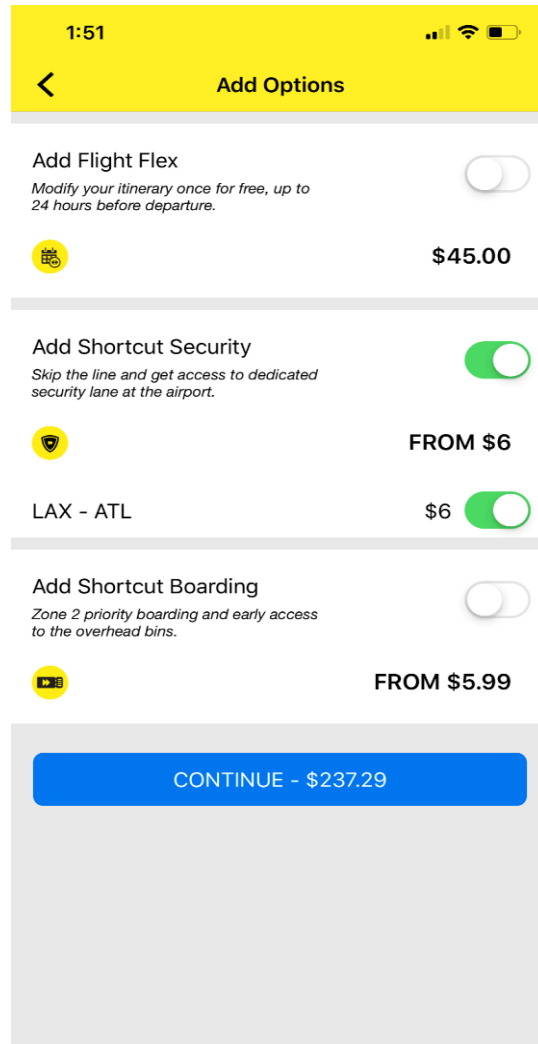 1:51
Add Options
Add Flight Flex
Modify your itinerary once for free, up to
24 hours before departure.
$45.00
Add Shortcut Security
Skip the line and get access to dedicated
security lane at the airport.
FROM $6
LAX - ATL $6
Add Shortcut Boarding
Zone 2 priority boarding and early access
to the overhead bins.
FROM $5.99
CONTINUE - $237.29